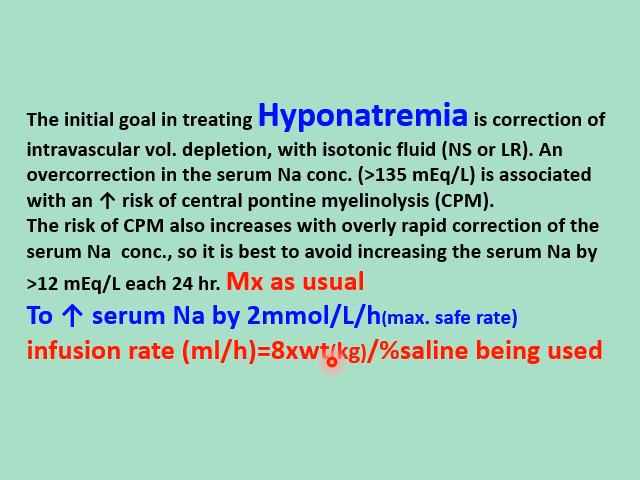 The initial goal in treating Hyponatremia is correction of
intravascular vol. depletion, with isotonic fluid (NS or LR). An
overcorrection in the serum Na conc. (>135 mEq/L) is associated
with an ↑ risk of central pontine myelinolysis (CPM).
The risk of CPM also increases with overly rapid correction of the
serum Na  conc., so it is best to avoid increasing the serum Na by
>12 mEq/L each 24 hr. Mx as usual
To ↑ serum Na by 2mmol/L/h(max. safe rate)
infusion rate (ml/h)=8xwt(kg)/%saline being used